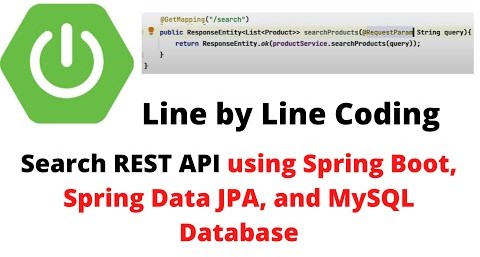 @GetMapping("/search")
public ResponseEntity<List<Product>> searchProducts(@RequestParam String query){
return ResponseEntity.ok(productService.searchProducts(query));
}
}
Line by Line Coding
Search REST API using Spring Boot,
Spring Data JPA, and MySQL
Database